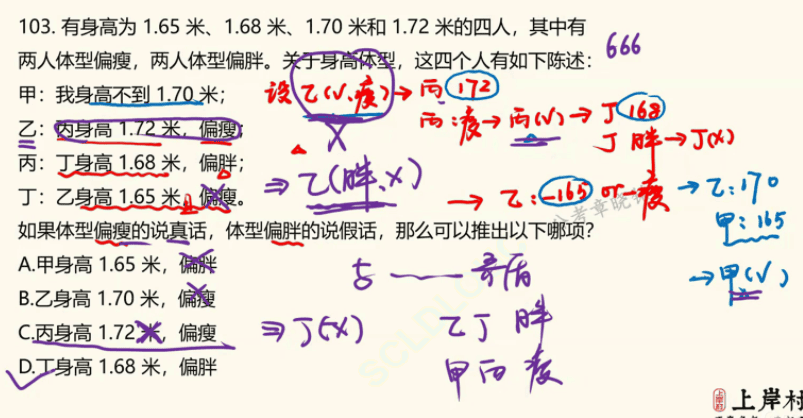 103. 有身高为 1.65 米、1.68 米、1.70 米和 1.72 米的四人，其中有
两人体型偏瘦，两人体型偏胖。关于身高体型，这四个人有如下陈述：
666
甲：我身高不到 1.70 米；
设 乙(√、瘦) → 丙 172
乙：丙身高 1.72 米，偏瘦；
丙：瘦 → 丙(√) → 丁 168
丁 胖 → 丁(×)
丙：丁身高 1.68 米，偏胖；
⇒ 乙(胖、×)
丁：乙身高 1.65 米，偏瘦。
且
→ 乙：-165 or -瘦 → 乙：170
甲：165
→ 甲(√)
如果体型偏瘦的说真话，体型偏胖的说假话，那么可以推出以下哪项？
A.甲身高 1.65 米，偏胖
矛盾
B.乙身高 1.70 米，偏瘦
C.丙身高 1.72 米，偏瘦
⇒ 丁(×) 乙丁 胖
D.丁身高 1.68 米，偏胖
甲丙 瘦
SCLDLG
上岸村